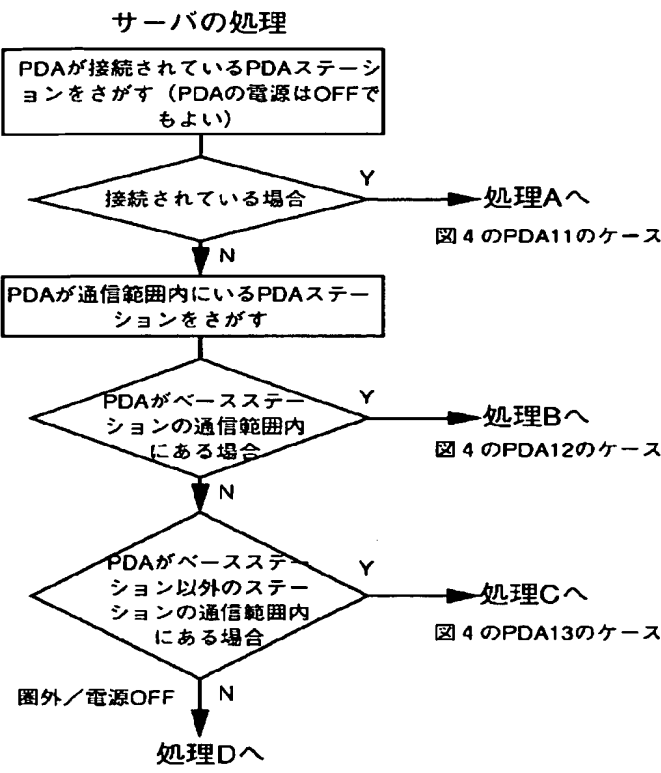 サーバの処理
PDAが接続されているPDAステーシ
ョンをさがす（PDAの電源はOFFで
もよい）
接続されている場合
Y
処理Aへ
図4のPDA11のケース
N
PDAが通信範囲内にいるPDAステー
ションをさがす
PDAがベースステー
ションの通信範囲内
にある場合
Y
処理Bへ
図4のPDA12のケース
N
PDAがベースステー
ション以外のステー
ションの通信範囲内
にある場合
Y
処理Cへ
図4のPDA13のケース
圏外／電源OFF
N
処理Dへ